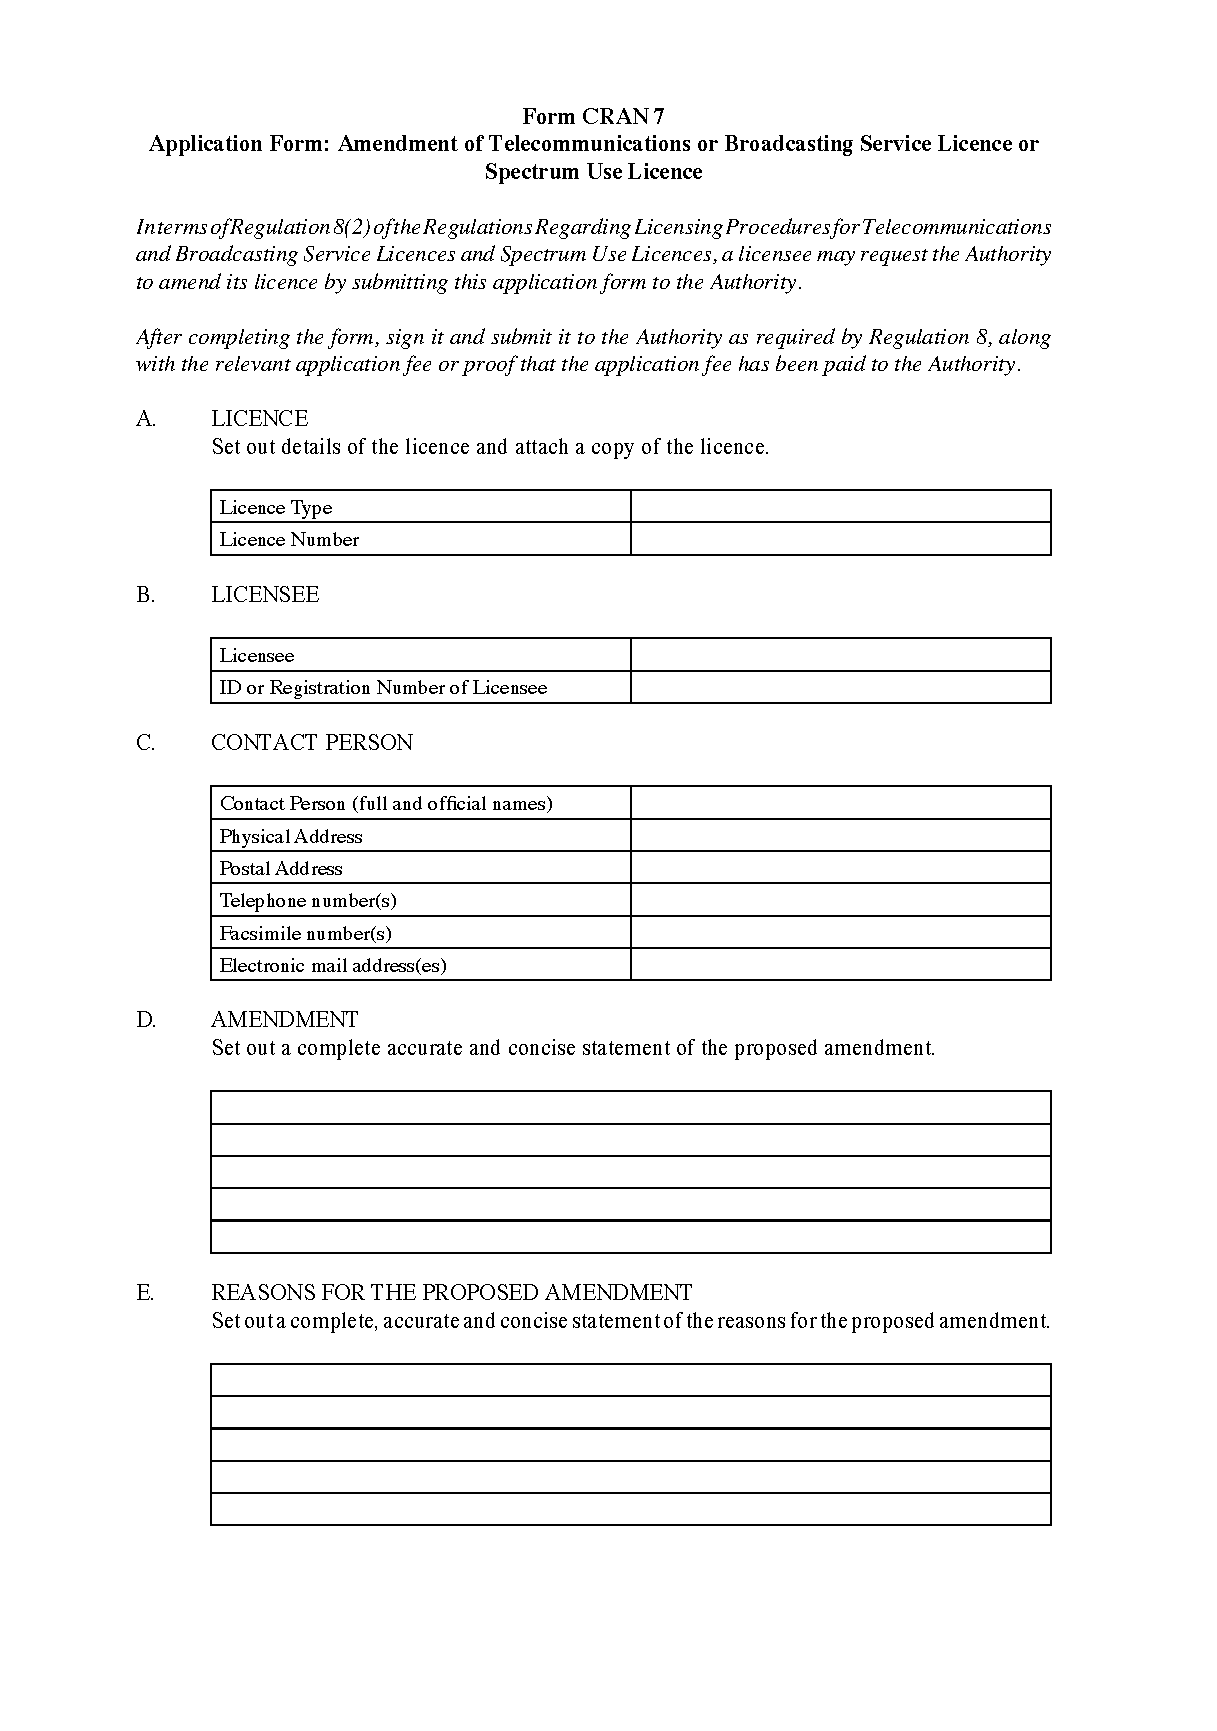 Form CRAN 7
Application Form: Amendment of Telecommunications or Broadcasting Service Licence or
Spectrum Use Licence
In terms of Regulation 8(2) of the Regulations Regarding Licensing Procedures for Telecommunications
and Broadcasting Service Licences and Spectrum Use Licences, a licensee may request the Authority
to amend its licence by submitting this application form to the Authority.
After completing the form, sign it and submit it to the Authority as required by Regulation 8, along
with the relevant application fee or proof that the application fee has been paid to the Authority.
A. LICENCE
Set out details of the licence and attach a copy of the licence.
Licence Type
Licence Number
B. LICENSEE
Licensee
ID or Registration Number of Licensee
C. CONTACT PERSON
Contact Person (full and official names)
Physical Address
Postal Address
Telephone number(s)
Facsimile number(s)
Electronic mail address(es)
D. AMENDMENT
Set out a complete accurate and concise statement of the proposed amendment.
E. REASONS FOR THE PROPOSED AMENDMENT
Set out a complete, accurate and concise statement of the reasons for the proposed amendment.